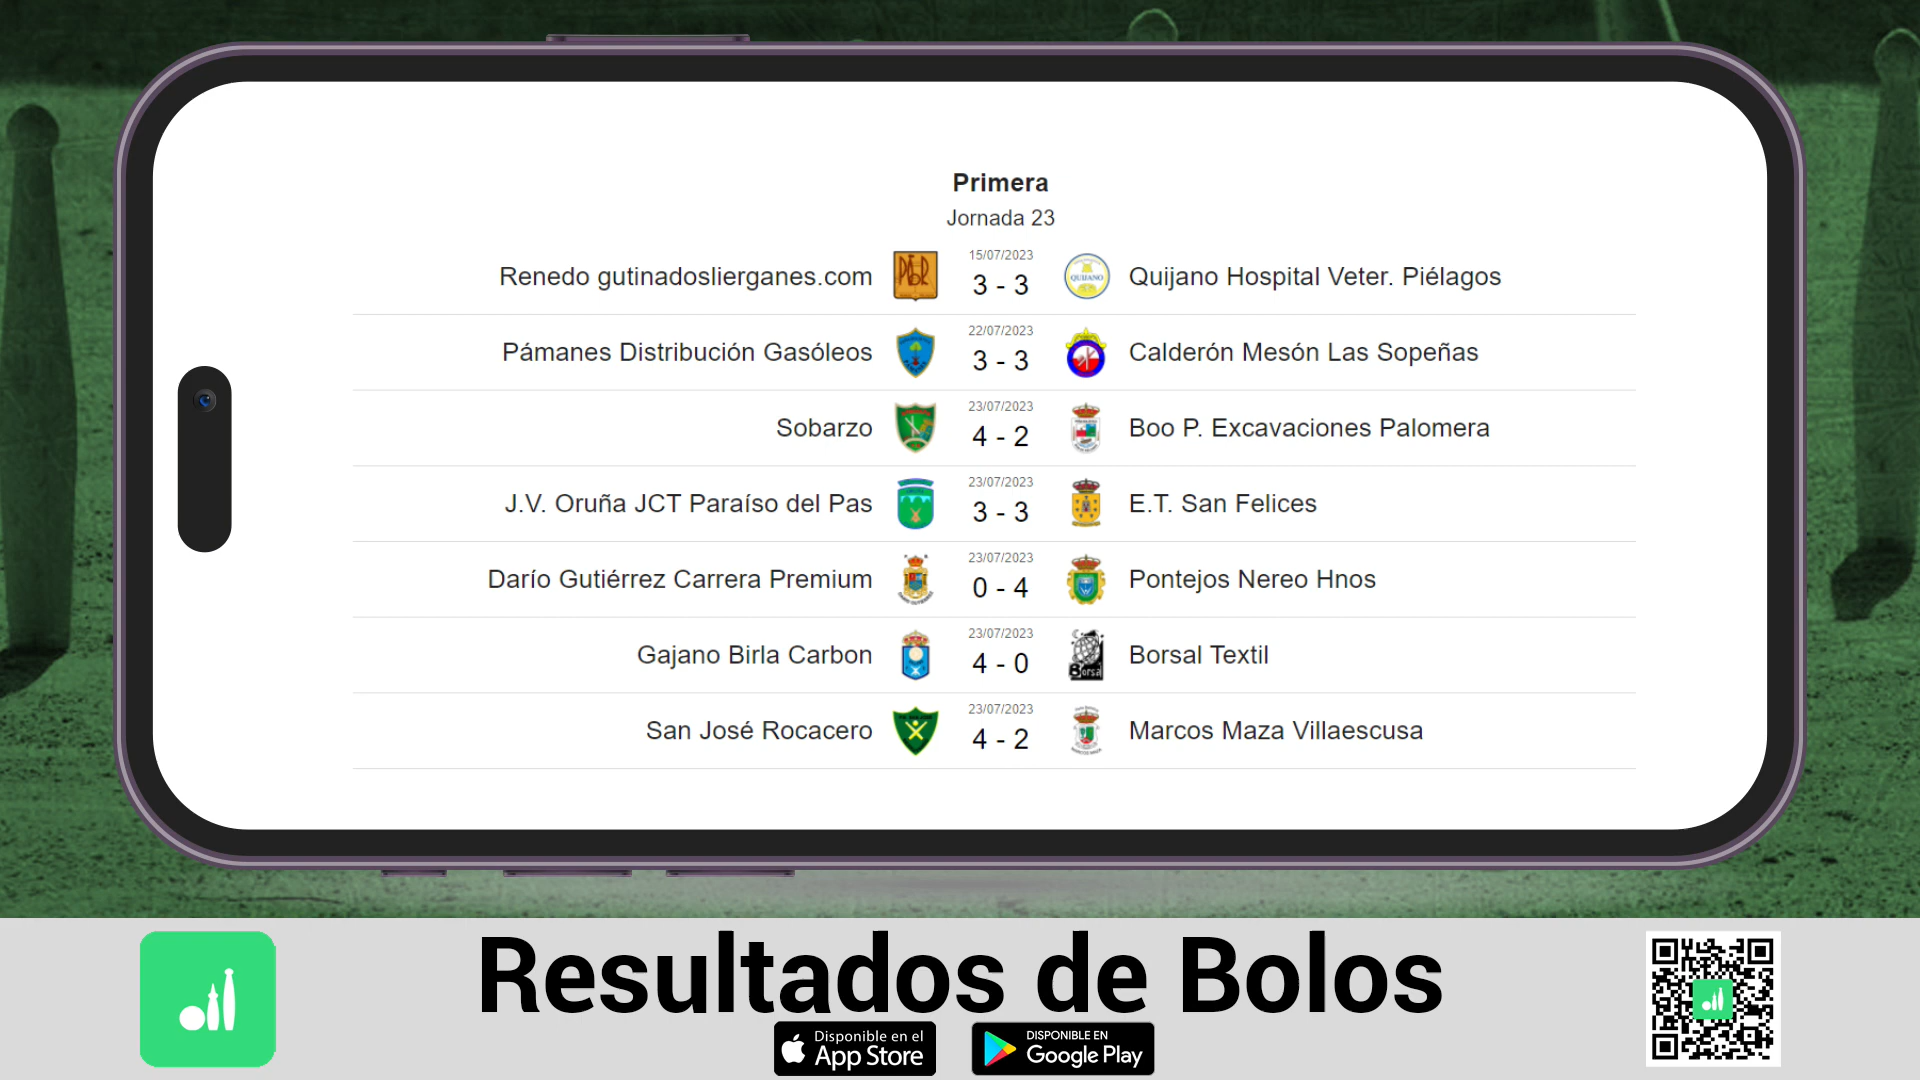 Primera
Jornada 23
15/07/2023
Renedo gutinadoslierganes.com 3 - 3 Quijano Hospital Veter. Piélagos
QUIJANO
22/07/2023
Pámanes Distribución Gasóleos 3 - 3 Calderón Mesón Las Sopeñas
23/07/2023
Sobarzo 4 - 2 Boo P. Excavaciones Palomera
23/07/2023
J.V. Oruña JCT Paraíso del Pas 3 - 3 E.T. San Felices
23/07/2023
Darío Gutiérrez Carrera Premium 0 - 4 Pontejos Nereo Hnos
23/07/2023
Gajano Birla Carbon 4 - 0 Borsal Textil
Borsal
23/07/2023
San José Rocacero 4 - 2 Marcos Maza Villaescusa
Resultados de Bolos
Disponible en el
App Store
DISPONIBLE EN
Google Play